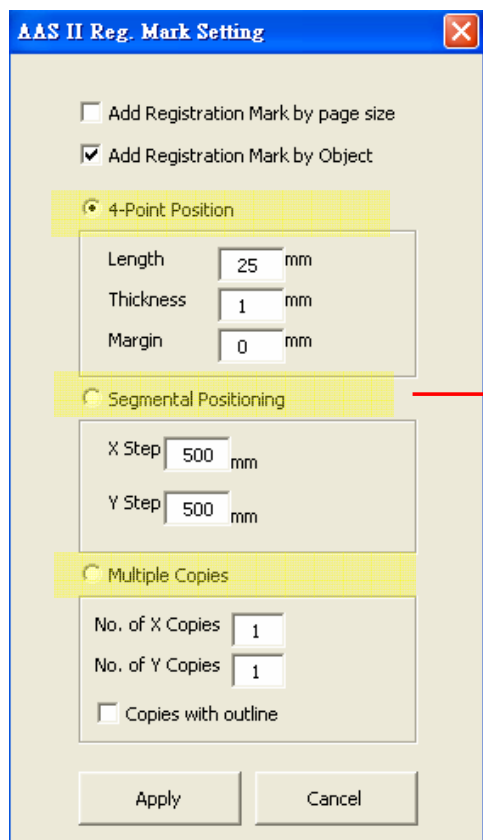 AAS II Reg. Mark Setting
Add Registration Mark by page size
Add Registration Mark by Object
4-Point Position
Length 25 mm
Thickness 1 mm
Margin 0 mm
Segmental Positioning
X Step 500 mm
Y Step 500 mm
Multiple Copies
No. of X Copies 1
No. of Y Copies 1
Copies with outline
Apply Cancel